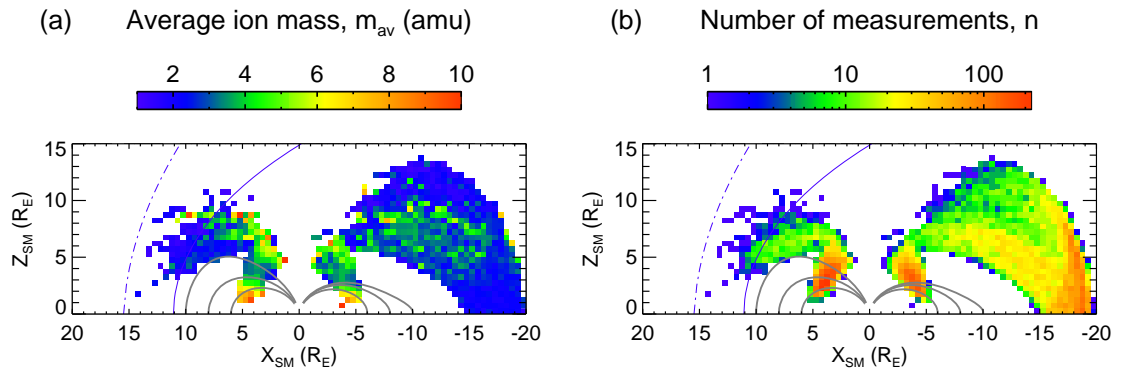 (a) Average ion mass, m_av (amu)
2 4 6 8 10
Z_SM (R_E)
15
10
5
0
20 15 10 5 0 -5 -10 -15 -20
X_SM (R_E)
(b) Number of measurements, n
1 10 100
Z_SM (R_E)
15
10
5
0
20 15 10 5 0 -5 -10 -15 -20
X_SM (R_E)